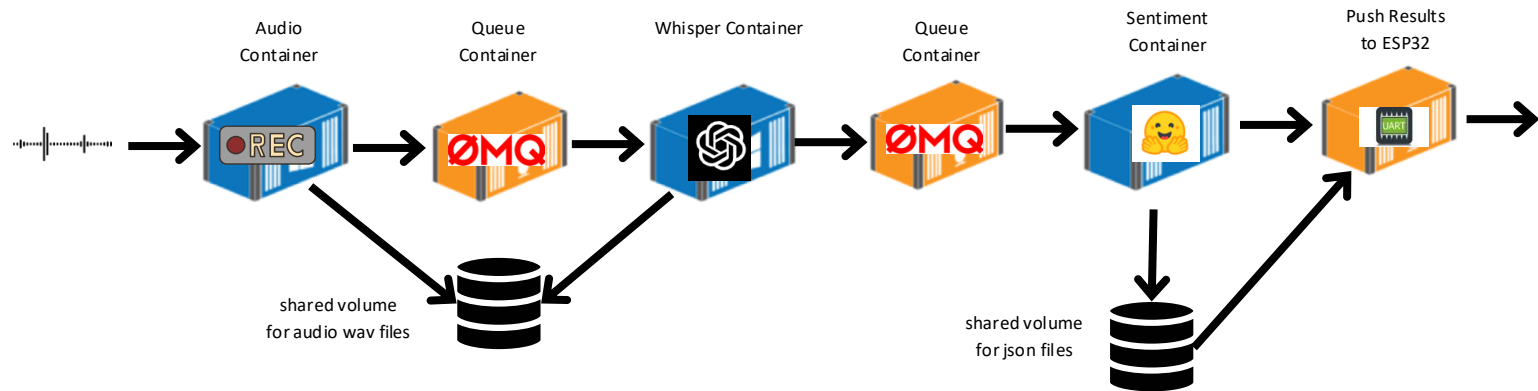 Audio
Container
Queue
Container
Whisper Container
Queue
Container
Sentiment
Container
Push Results
to ESP32
REC
ØMQ
ØMQ
UART
shared volume
for audio wav files
shared volume
for json files